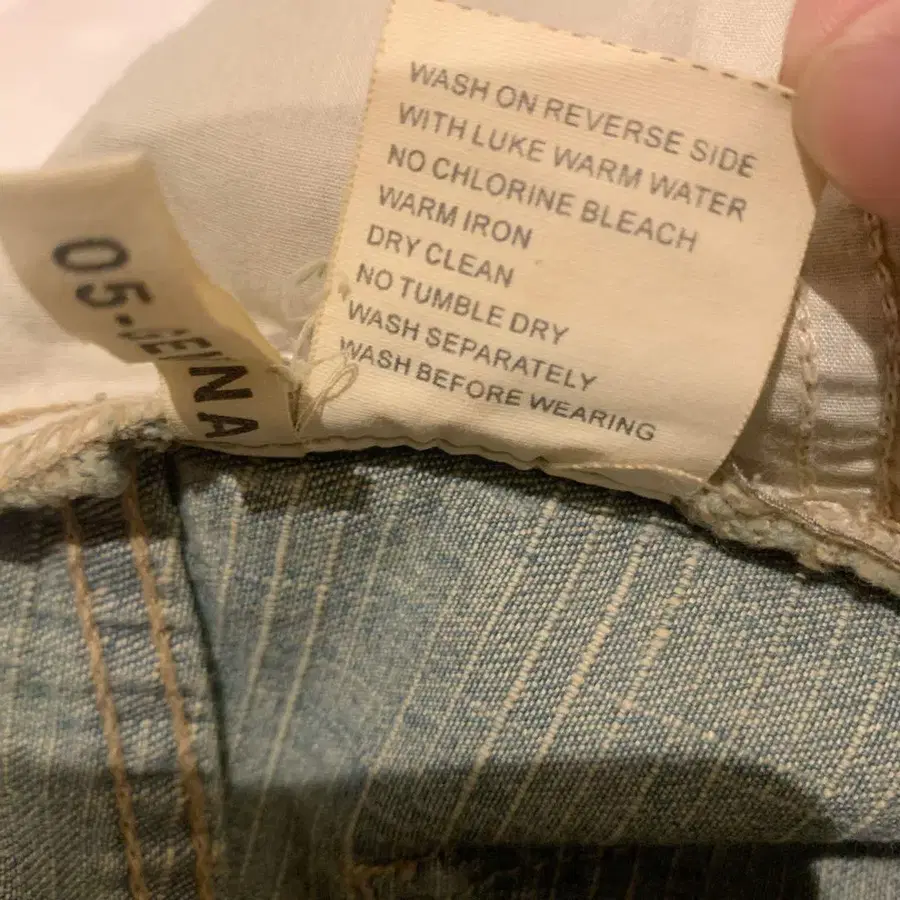 WASH ON REVERSE SIDE
WITH LUKE WARM WATER
NO CHLORINE BLEACH
WARM IRON
DRY CLEAN
NO TUMBLE DRY
WASH SEPARATELY
WASH BEFORE WEARING